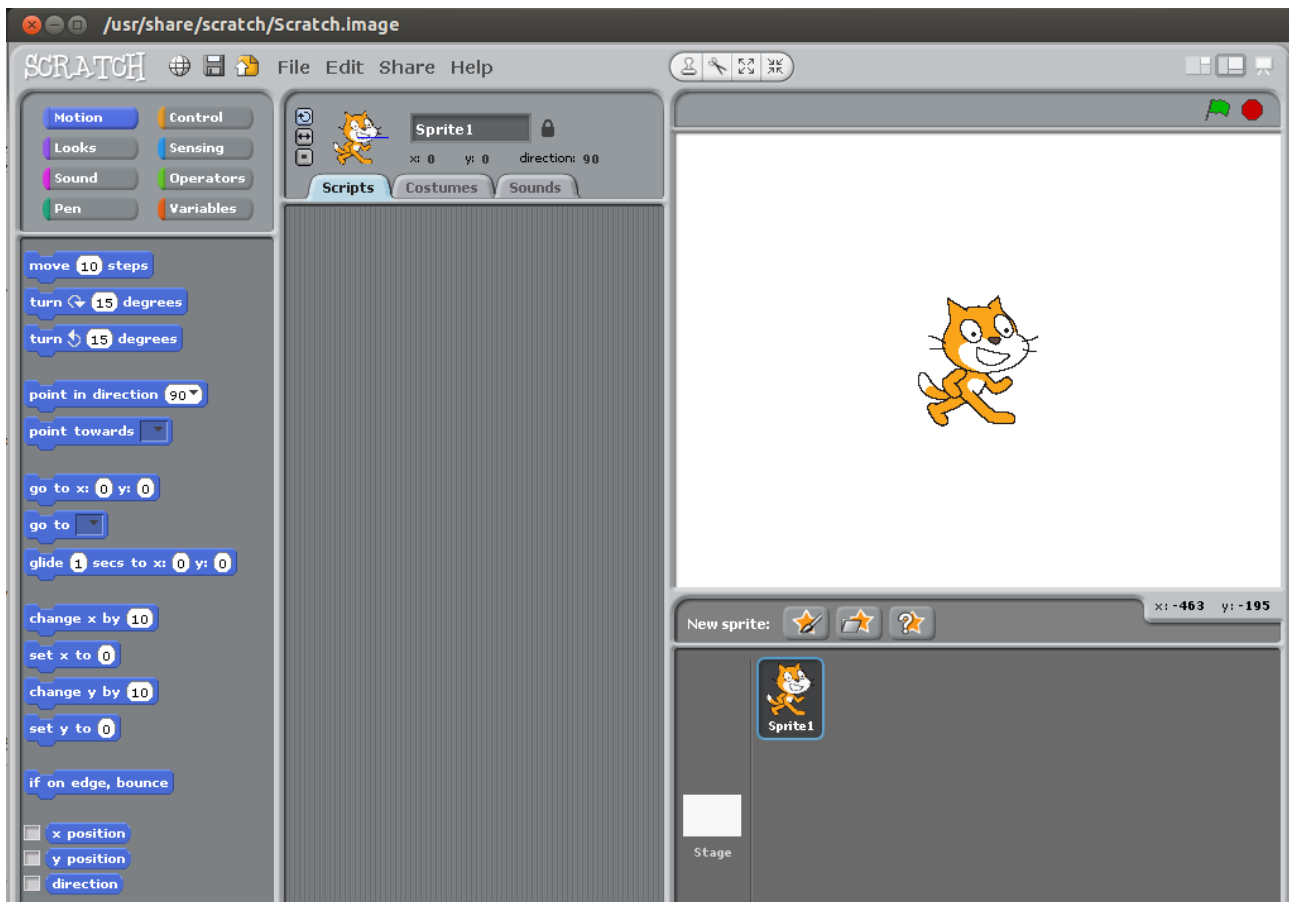 /usr/share/scratch/Scratch.image
SCRATCH File Edit Share Help
Motion Control
Looks Sensing
Sound Operators
Pen Variables
move 10 steps
turn 15 degrees
turn 15 degrees
point in direction 90
point towards
go to x: 0 y: 0
go to
glide 1 secs to x: 0 y: 0
change x by 10
set x to 0
change y by 10
set y to 0
if on edge, bounce
x position
y position
direction
Sprite1
x: 0 y: 0 direction: 90
Scripts Costumes Sounds
x: -463 y: -195
New sprite:
Sprite1
Stage